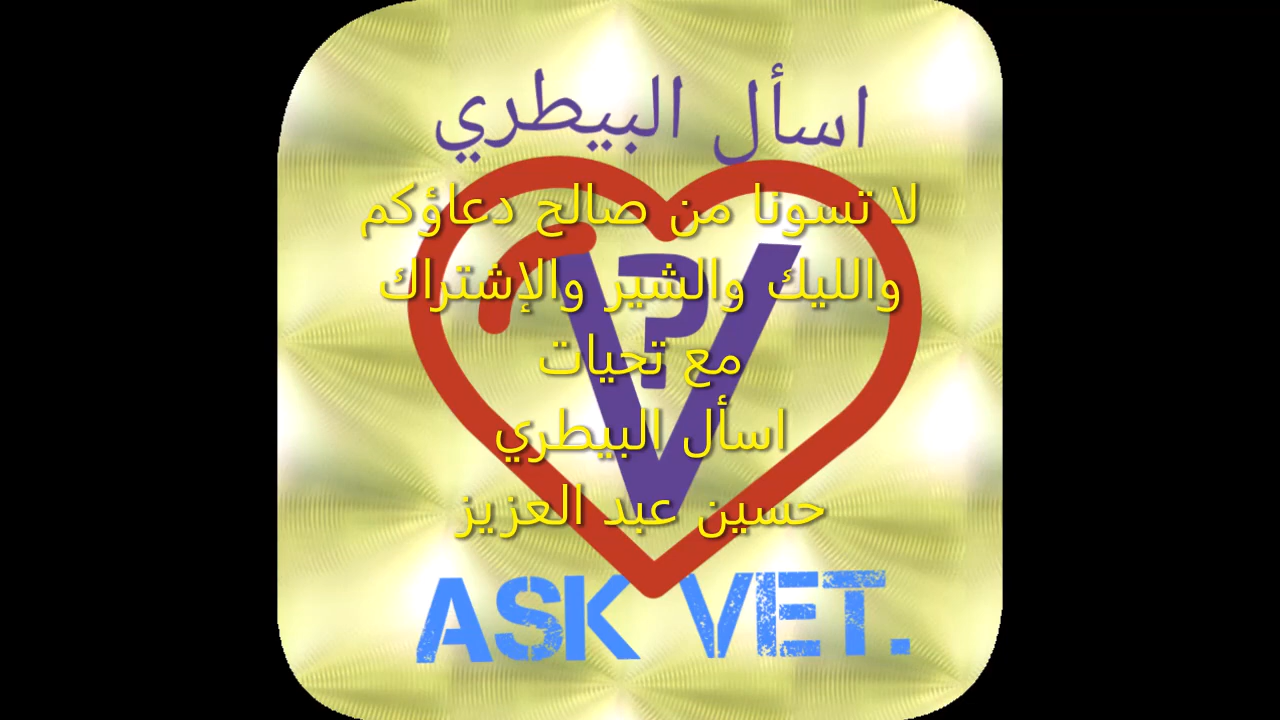 اسأل البيطري
لا تسونا من صالح دعاؤكم
والليك والشير والإشتراك
مع تحيات
اسأل البيطري
حسين عبد العزيز
V?
ASK VET.